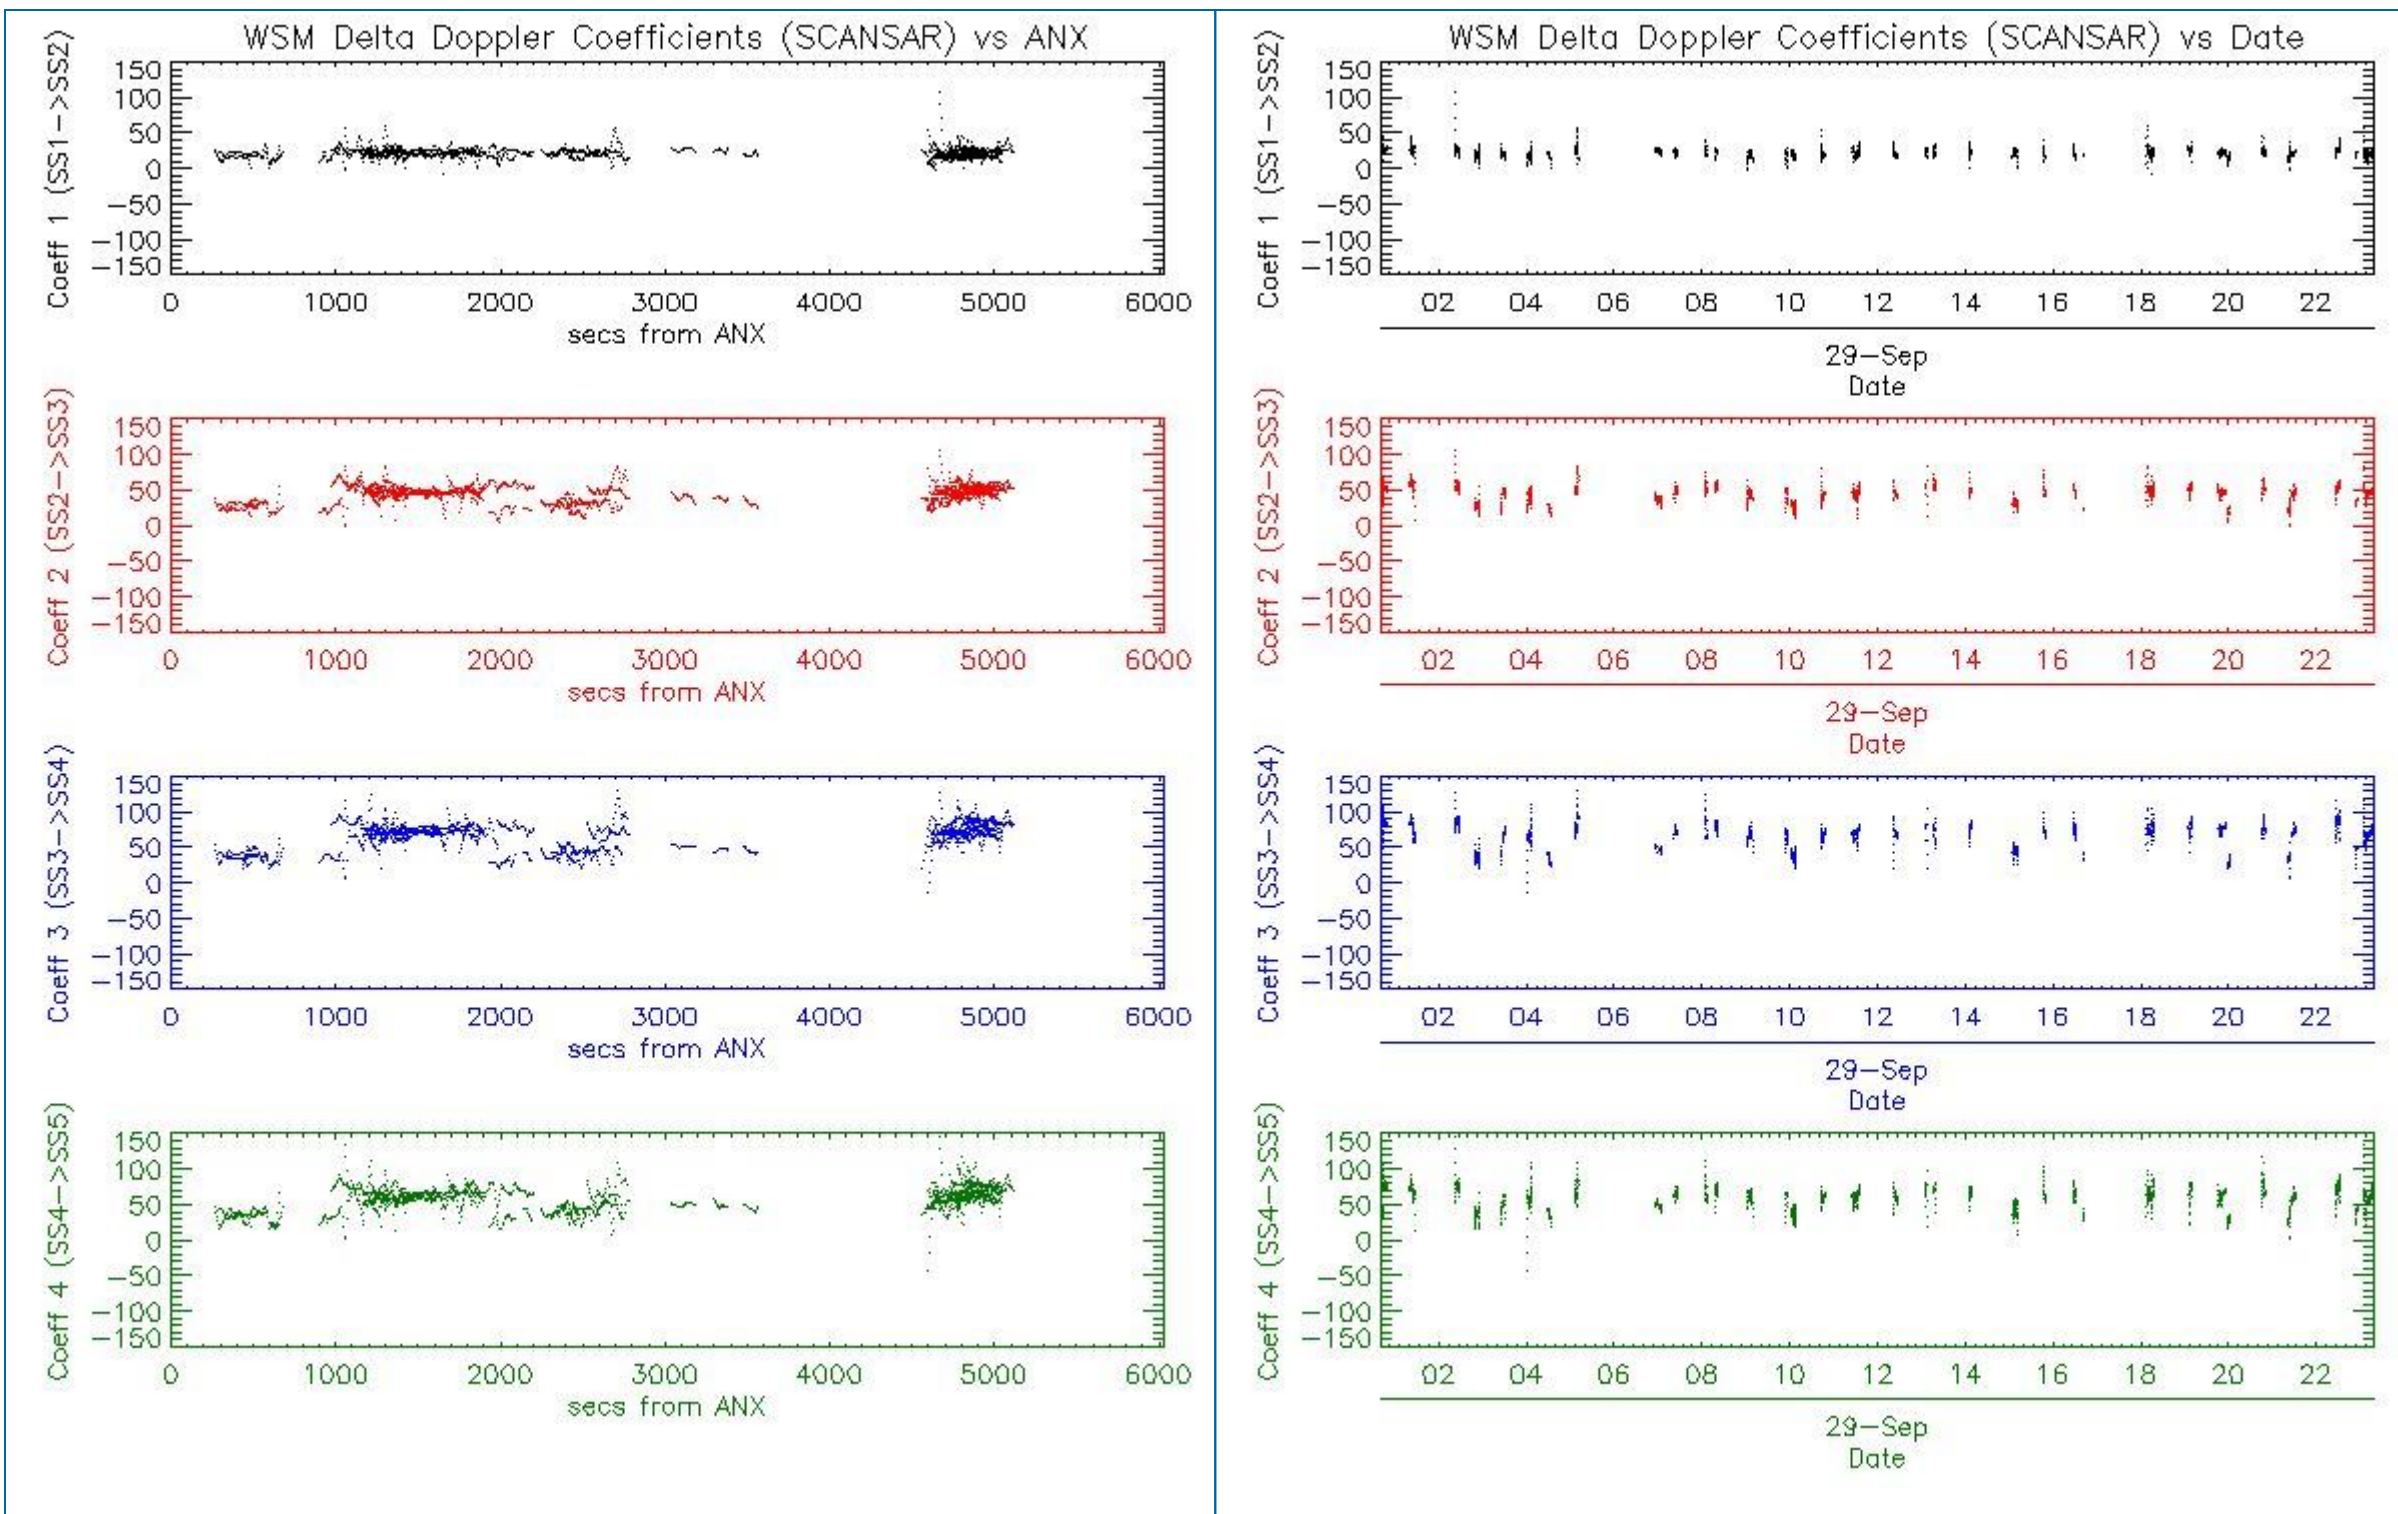 WSM Delta Doppler Coefficients (SCANSAR) vs ANX
Coeff 1 (SS1->SS2)
150
100
50
0
-50
-100
-150
0 1000 2000 3000 4000 5000 6000
secs from ANX
Coeff 2 (SS2->SS3)
150
100
50
0
-50
-100
-150
0 1000 2000 3000 4000 5000 6000
secs from ANX
Coeff 3 (SS3->SS4)
150
100
50
0
-50
-100
-150
0 1000 2000 3000 4000 5000 6000
secs from ANX
Coeff 4 (SS4->SS5)
150
100
50
0
-50
-100
-150
0 1000 2000 3000 4000 5000 6000
secs from ANX
WSM Delta Doppler Coefficients (SCANSAR) vs Date
Coeff 1 (SS1->SS2)
150
100
50
0
-50
-100
-150
02 04 06 08 10 12 14 16 18 20 22
29-Sep
Date
Coeff 2 (SS2->SS3)
150
100
50
0
-50
-100
-150
02 04 06 08 10 12 14 16 18 20 22
29-Sep
Date
Coeff 3 (SS3->SS4)
150
100
50
0
-50
-100
-150
02 04 06 08 10 12 14 16 18 20 22
29-Sep
Date
Coeff 4 (SS4->SS5)
150
100
50
0
-50
-100
-150
02 04 06 08 10 12 14 16 18 20 22
29-Sep
Date